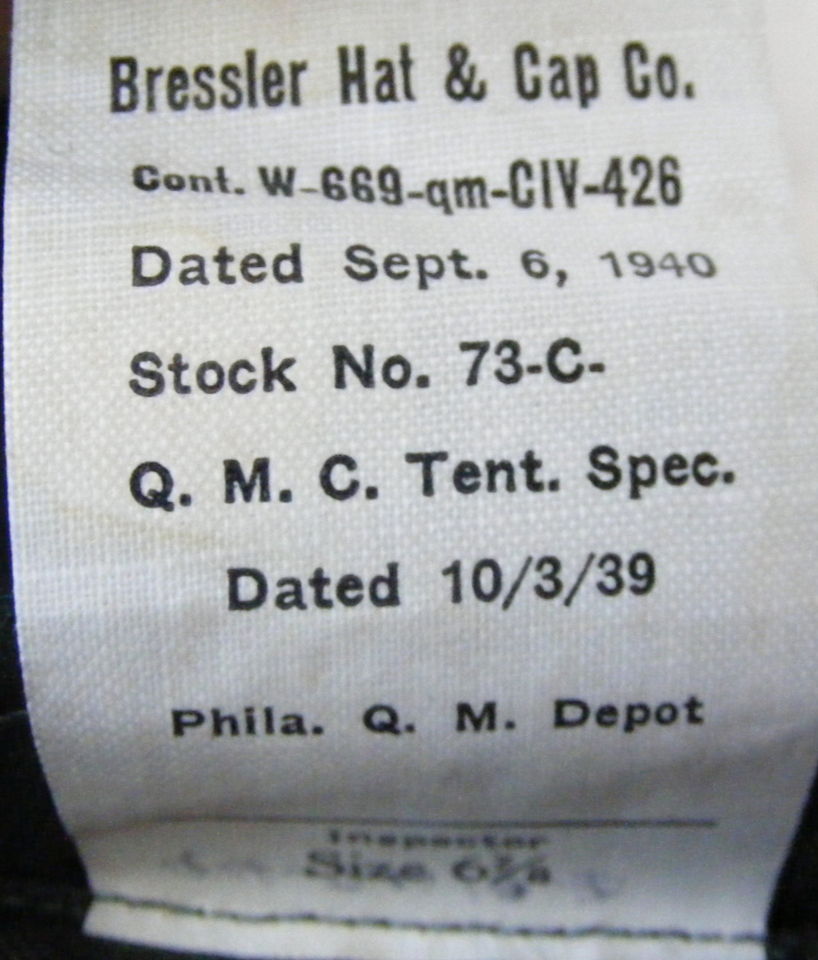 Bressler Hat & Cap Co.
Cont. W-669-qm-CIV-426
Dated Sept. 6, 1940
Stock No. 73-C-
Q. M. C. Tent. Spec.
Dated 10/3/39
Phila. Q. M. Depot
Inspector
Size